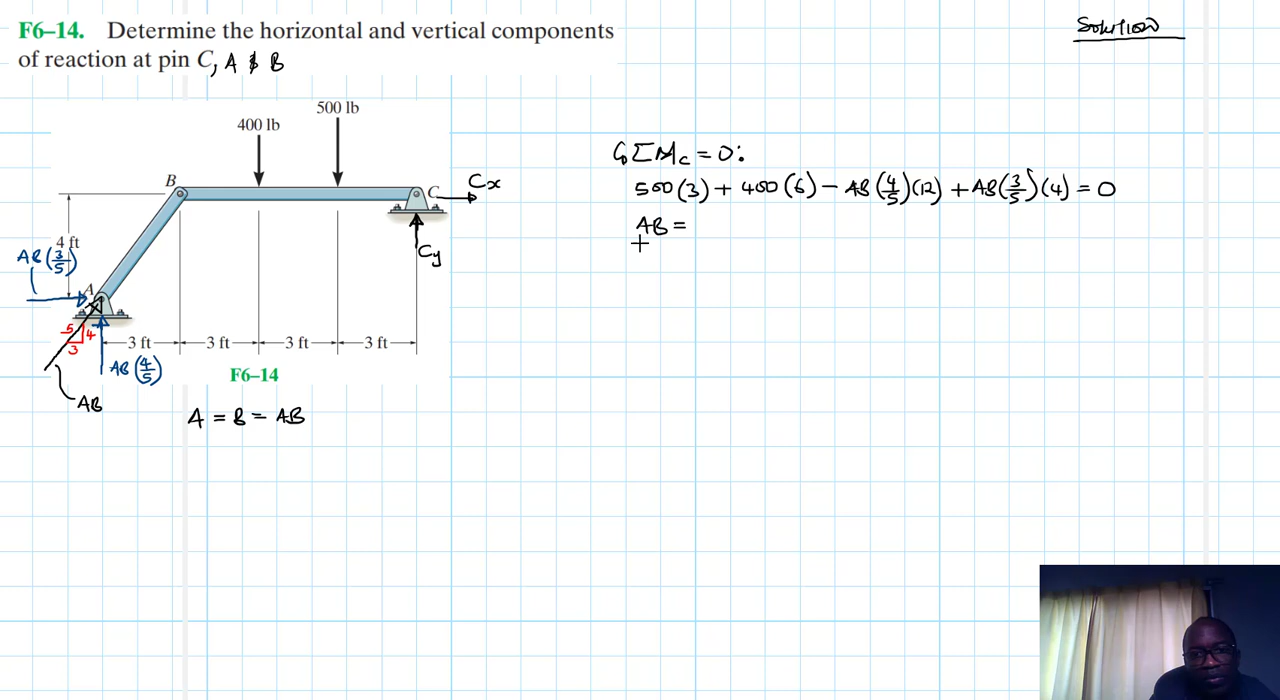 F6–14. Determine the horizontal and vertical components
of reaction at pin C, A & B
Solution
500 lb
400 lb
B
C
Cx
Cy
4 ft
AB (3/5)
A
5
4
3
3 ft
3 ft
3 ft
3 ft
AB (4/5)
AB
F6–14
A = B = AB
↺ ΣM_C = 0:
500 (3) + 400 (6) − AB (4/5) (12) + AB (3/5) (4) = 0
AB =